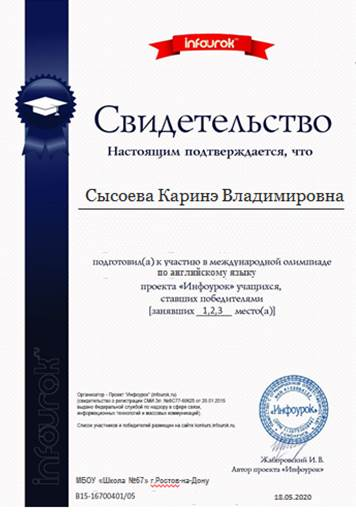 infourok™
Свидетельство
Настоящим подтверждается, что
Сысоева Каринэ Владимировна
подготовил(а) к участию в международной олимпиаде
по английскому языку
проекта «Инфоурок» учащихся,
ставших победителями
[занявших 1,2,3 место(а)]
Организатор - Проект "Инфоурок" (infourok.ru)
(свидетельство о регистрации СМИ Эл №ФС77-60625 от 20.01.2015
выдано Федеральной службой по надзору в сфере связи,
информационных технологий и массовых коммуникаций).
Список участников и победителей размещен на сайте konkurs.infourok.ru.
«Инфоурок»
Жаборовский И. В.
Автор проекта «Инфоурок»
МБОУ «Школа №67» г.Ростов-на-Дону
В15-16700401/05
18.05.2020
infourok™